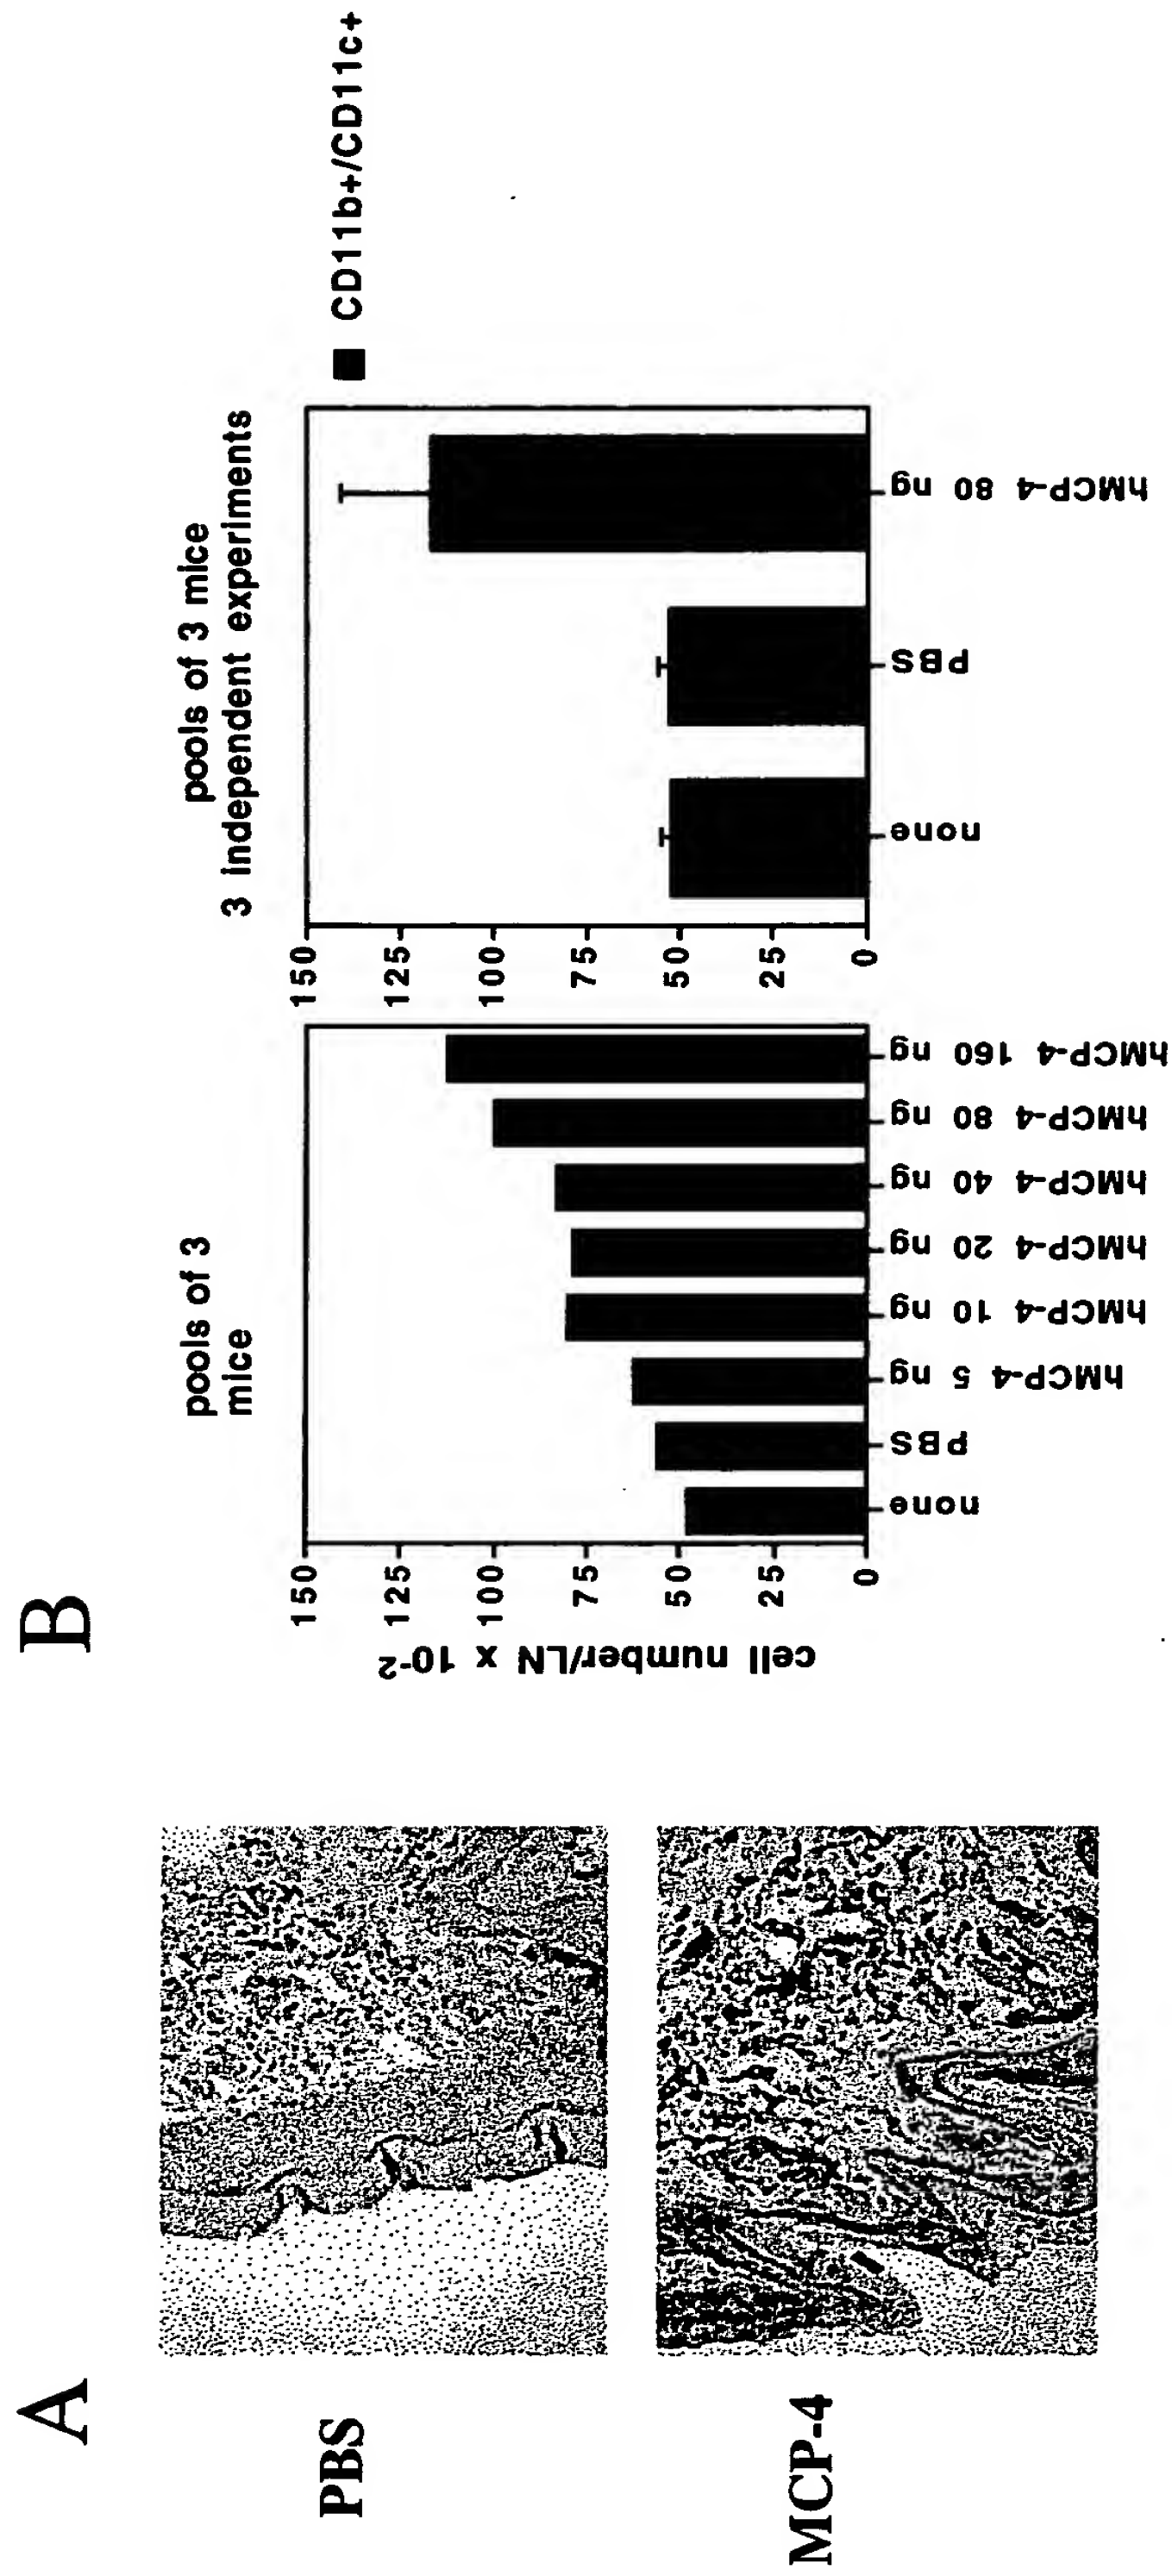 A
PBS
MCP-4
B
pools of 3
mice
cell number/LN x 10-2
150
125
100
75
50
25
0
none
PBS
hMCP-4 5 ng
hMCP-4 10 ng
hMCP-4 20 ng
hMCP-4 40 ng
hMCP-4 80 ng
hMCP-4 160 ng
pools of 3 mice
3 independent experiments
150
125
100
75
50
25
0
none
PBS
hMCP-4 80 ng
CD11b+/CD11c+